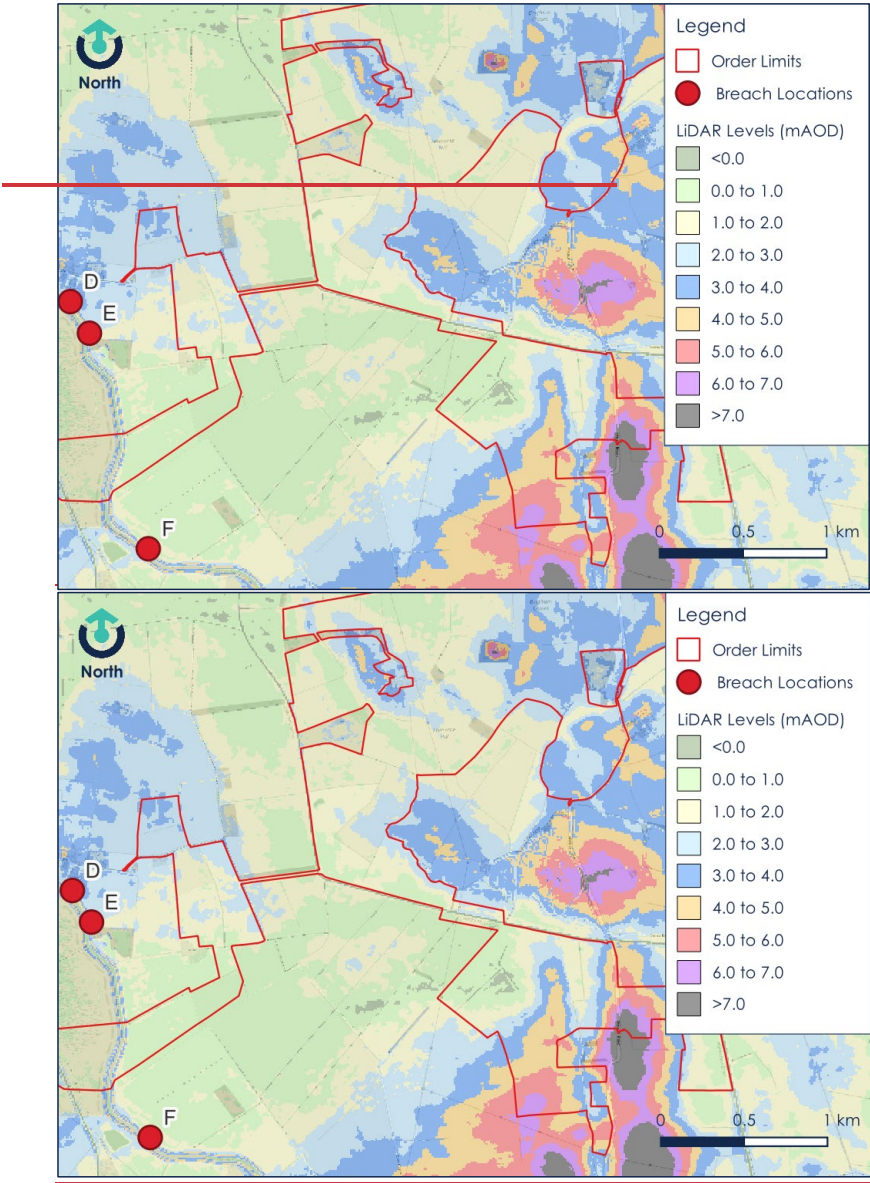 North
Legend
Order Limits
Breach Locations
LiDAR Levels (mAOD)
<0.0
0.0 to 1.0
1.0 to 2.0
2.0 to 3.0
3.0 to 4.0
4.0 to 5.0
5.0 to 6.0
6.0 to 7.0
>7.0
D
E
F
0 0.5 1 km
North
Legend
Order Limits
Breach Locations
LiDAR Levels (mAOD)
<0.0
0.0 to 1.0
1.0 to 2.0
2.0 to 3.0
3.0 to 4.0
4.0 to 5.0
5.0 to 6.0
6.0 to 7.0
>7.0
D
E
F
0 0.5 1 km